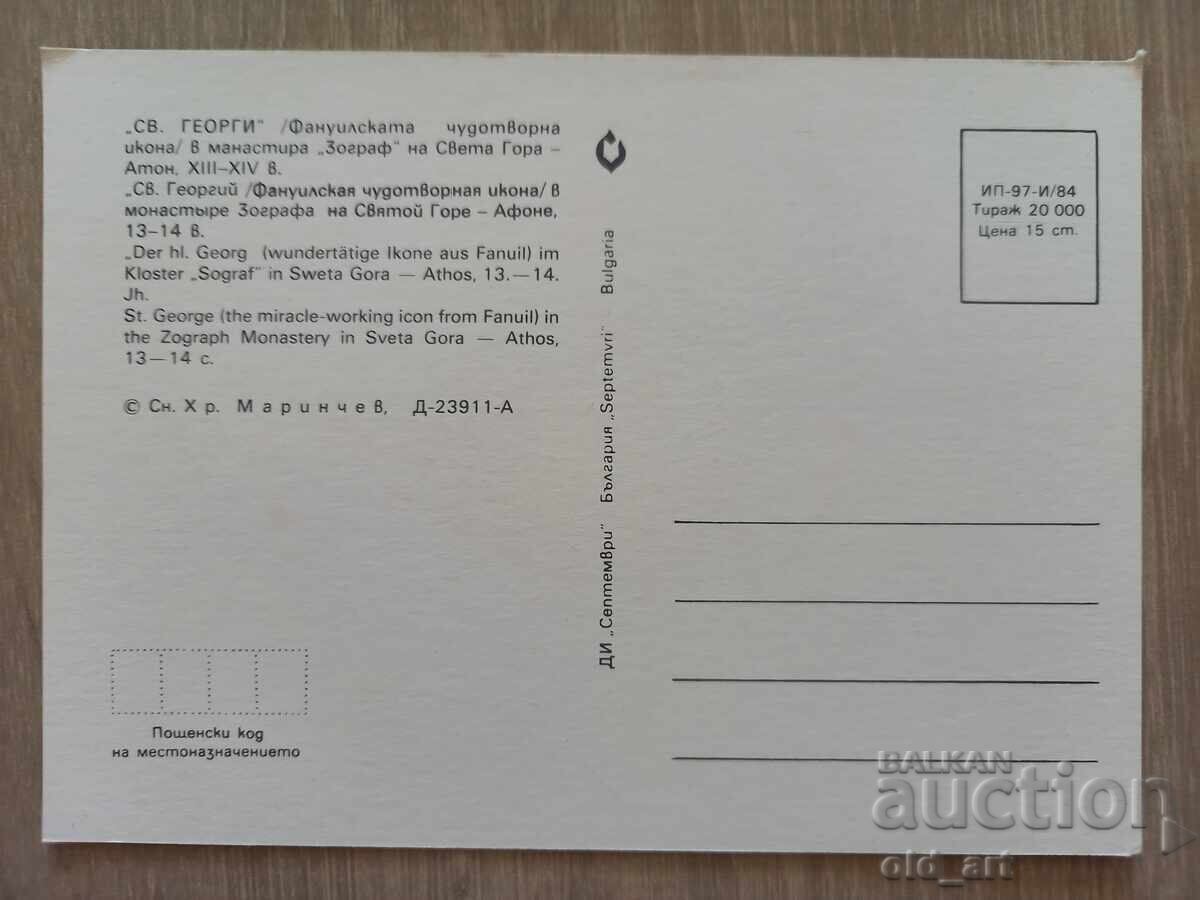 „СВ. ГЕОРГИ“ /Фануилската чудотворна
икона/ в манастира „Зограф“ на Света Гора –
Атон, XIII–XIV в.
„Св. Георгий /Фануилская чудотворная икона/ в
монастыре Зографа на Святой Горе – Афоне,
13–14 в.
„Der hl. Georg (wundertätige Ikone aus Fanuil) im
Kloster „Sograf“ in Sweta Gora — Athos, 13.—14.
Jh.
St. George (the miracle-working icon from Fanuil) in
the Zograph Monastery in Sveta Gora — Athos,
13—14 c.
© Сн. Хр. Маринчев, Д-23911-А
Пощенски код
на местоназначението
ДИ „Септември“ България „Septemvri“ - Bulgaria
ИП-97-И/84
Тираж 20 000
Цена 15 ст.
BALKAN
auction
old_art